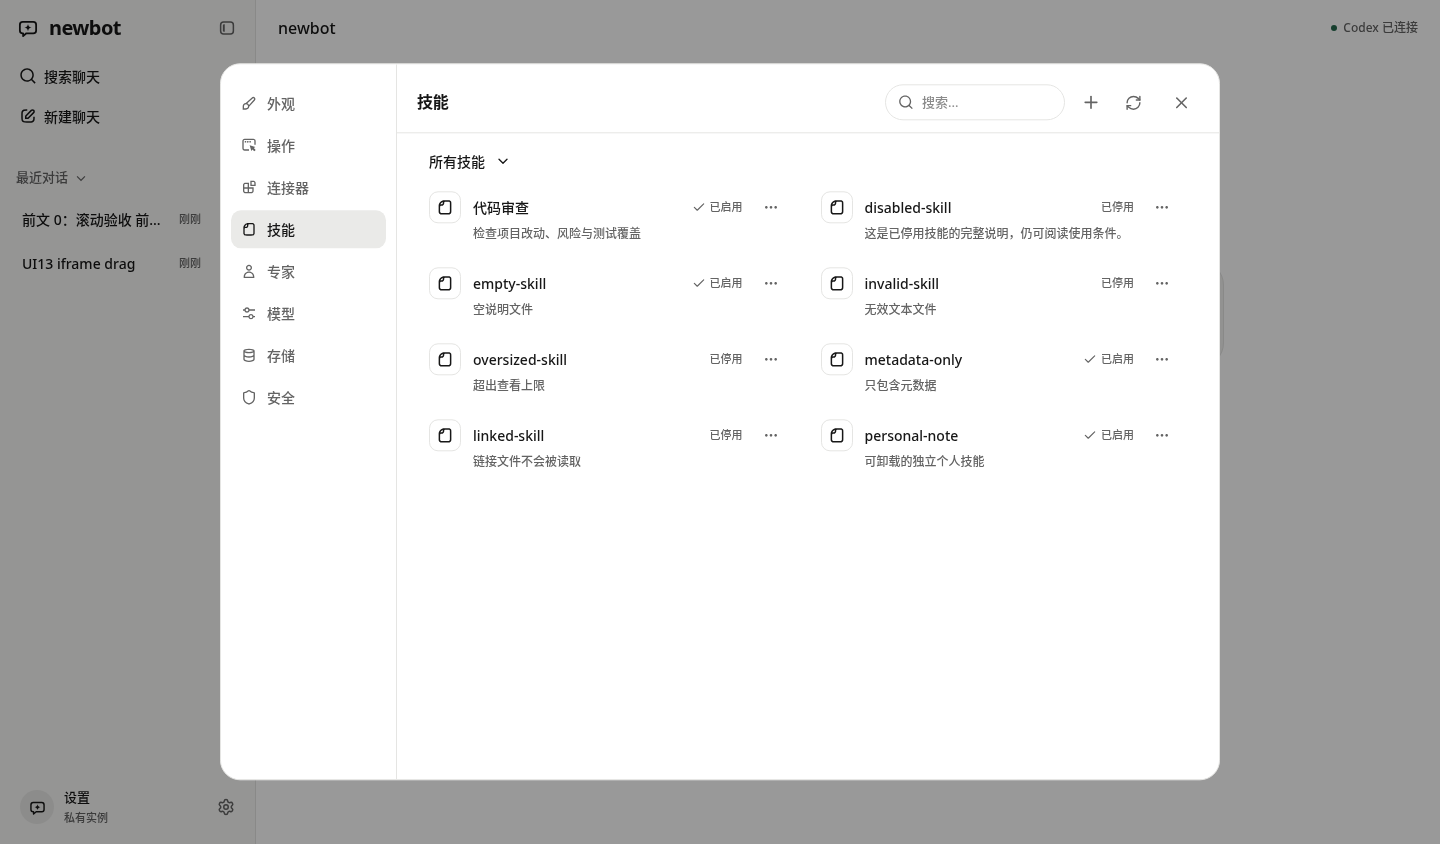 newbot
搜索聊天
新建聊天
最近对话
前文 0：滚动验收 前... 刚刚
UI13 iframe drag 刚刚
设置
私有实例
newbot
Codex 已连接
外观
操作
连接器
技能
专家
模型
存储
安全
技能
搜索...
所有技能
代码审查 已启用
检查项目改动、风险与测试覆盖
disabled-skill 已停用
这是已停用技能的完整说明，仍可阅读使用条件。
empty-skill 已启用
空说明文件
invalid-skill 已停用
无效文本文件
oversized-skill 已停用
超出查看上限
metadata-only 已启用
只包含元数据
linked-skill 已停用
链接文件不会被读取
personal-note 已启用
可卸载的独立个人技能